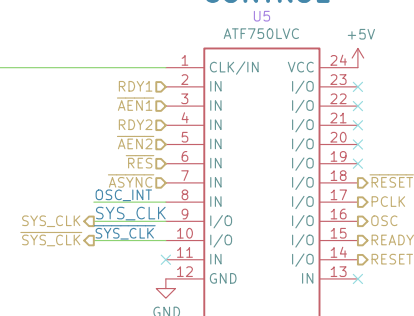 CONTROL
U5
ATF750LVC
+5V
1 CLK/IN VCC 24
RDY1 2 IN I/O 23
AEN1 3 IN I/O 22
RDY2 4 IN I/O 21
AEN2 5 IN I/O 20
RES 6 IN I/O 19
ASYNC 7 IN I/O 18 RESET
OSC_INT 8 IN I/O 17 PCLK
SYS_CLK SYS_CLK 9 I/O I/O 16 OSC
SYS_CLK SYS_CLK 10 I/O I/O 15 READY
11 IN I/O 14 RESET
12 GND IN 13
GND